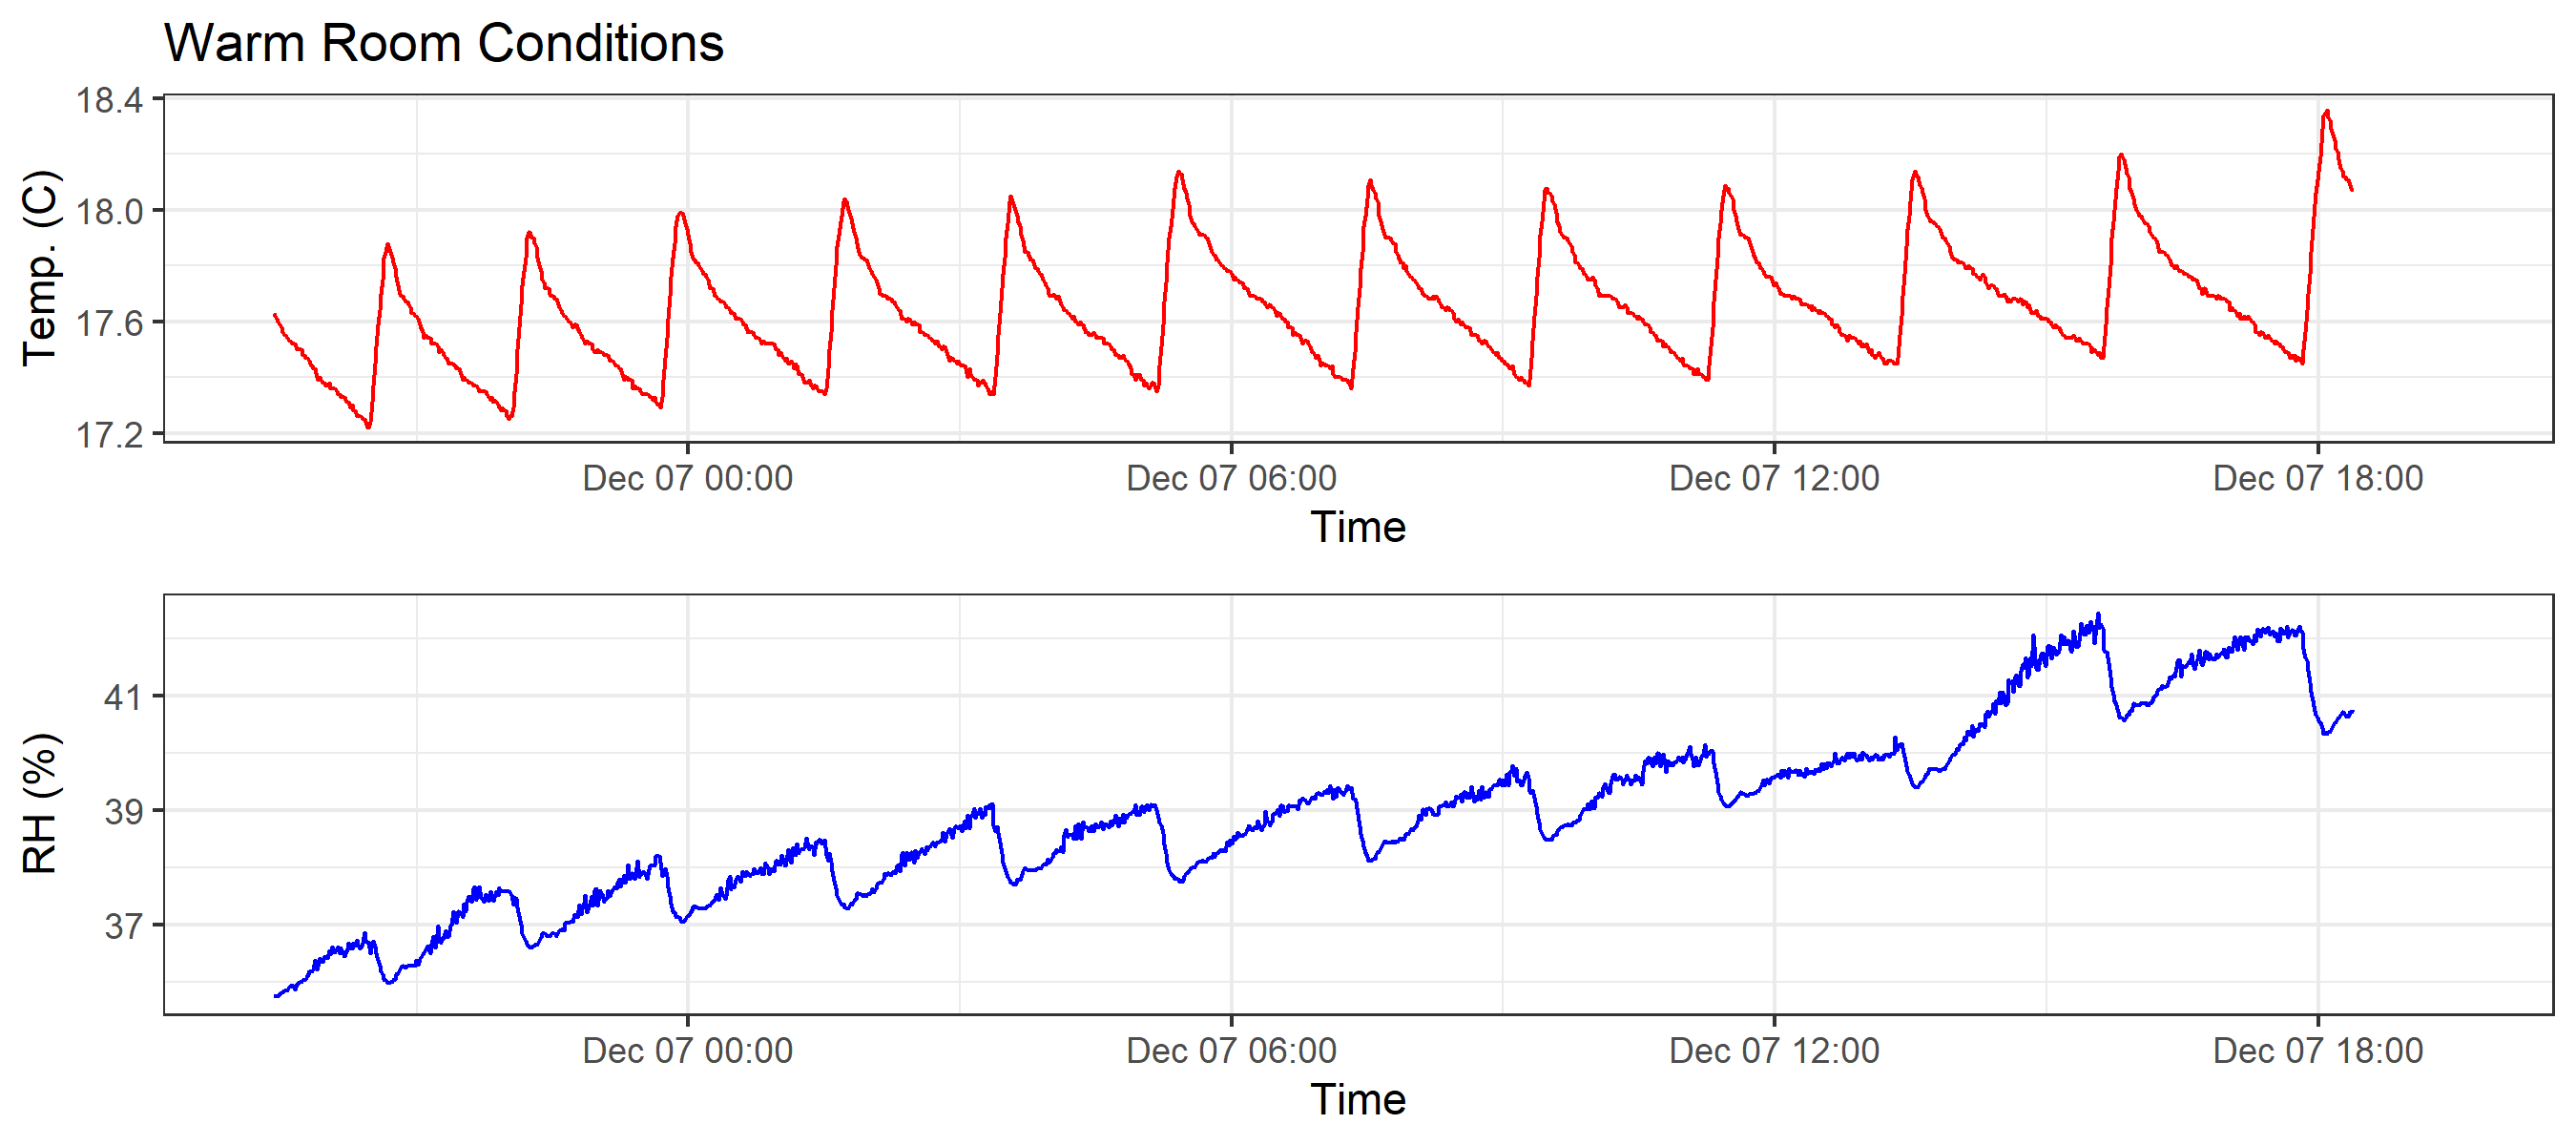 Warm Room Conditions
Temp. (C)
18.4
18.0
17.6
17.2
Dec 07 00:00 Dec 07 06:00 Dec 07 12:00 Dec 07 18:00
Time
RH (%)
41
39
37
Dec 07 00:00 Dec 07 06:00 Dec 07 12:00 Dec 07 18:00
Time